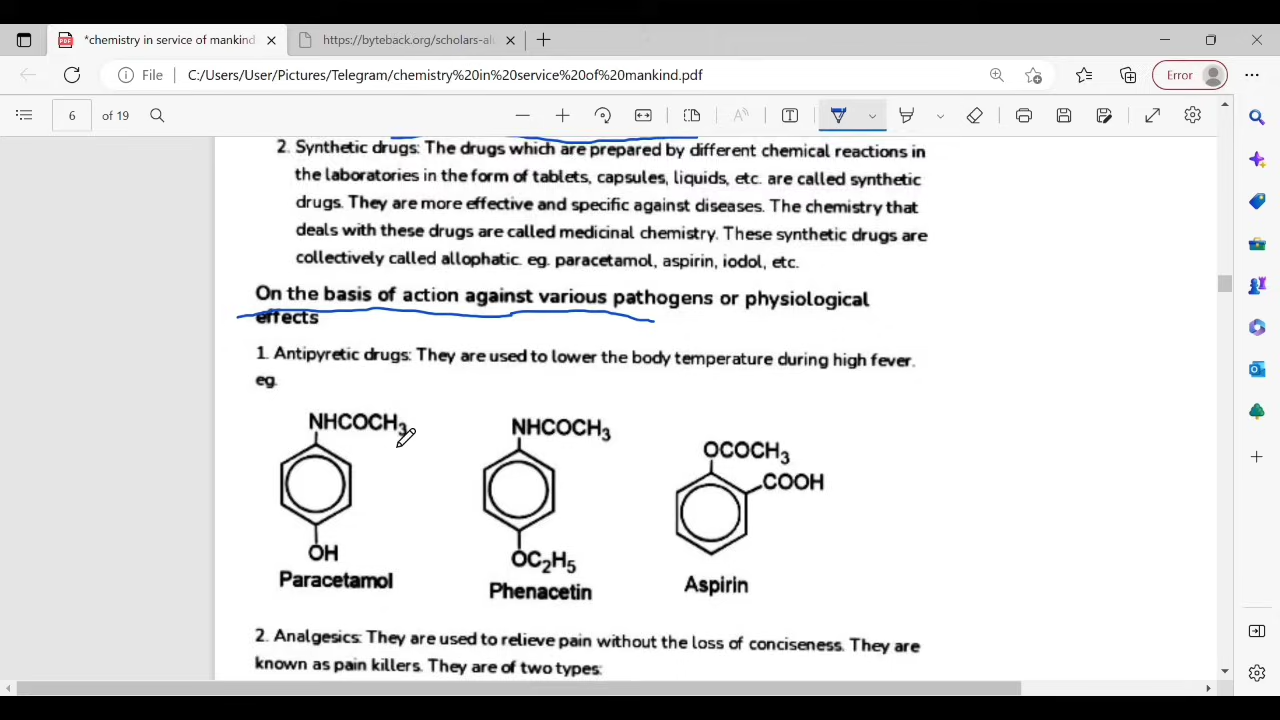 *chemistry in service of mankind
https://byteback.org/scholars-al
File
C:/Users/User/Pictures/Telegram/chemistry%20in%20service%20of%20mankind.pdf
Error
6 of 19
2. Synthetic drugs: The drugs which are prepared by different chemical reactions in
the laboratories in the form of tablets, capsules, liquids, etc. are called synthetic
drugs. They are more effective and specific against diseases. The chemistry that
deals with these drugs are called medicinal chemistry. These synthetic drugs are
collectively called allophatic. eg. paracetamol, aspirin, iodol, etc.
On the basis of action against various pathogens or physiological
effects
1. Antipyretic drugs: They are used to lower the body temperature during high fever.
eg.
NHCOCH3
OH
Paracetamol
NHCOCH3
OC2H5
Phenacetin
OCOCH3
COOH
Aspirin
2. Analgesics: They are used to relieve pain without the loss of conciseness. They are
known as pain killers. They are of two types: